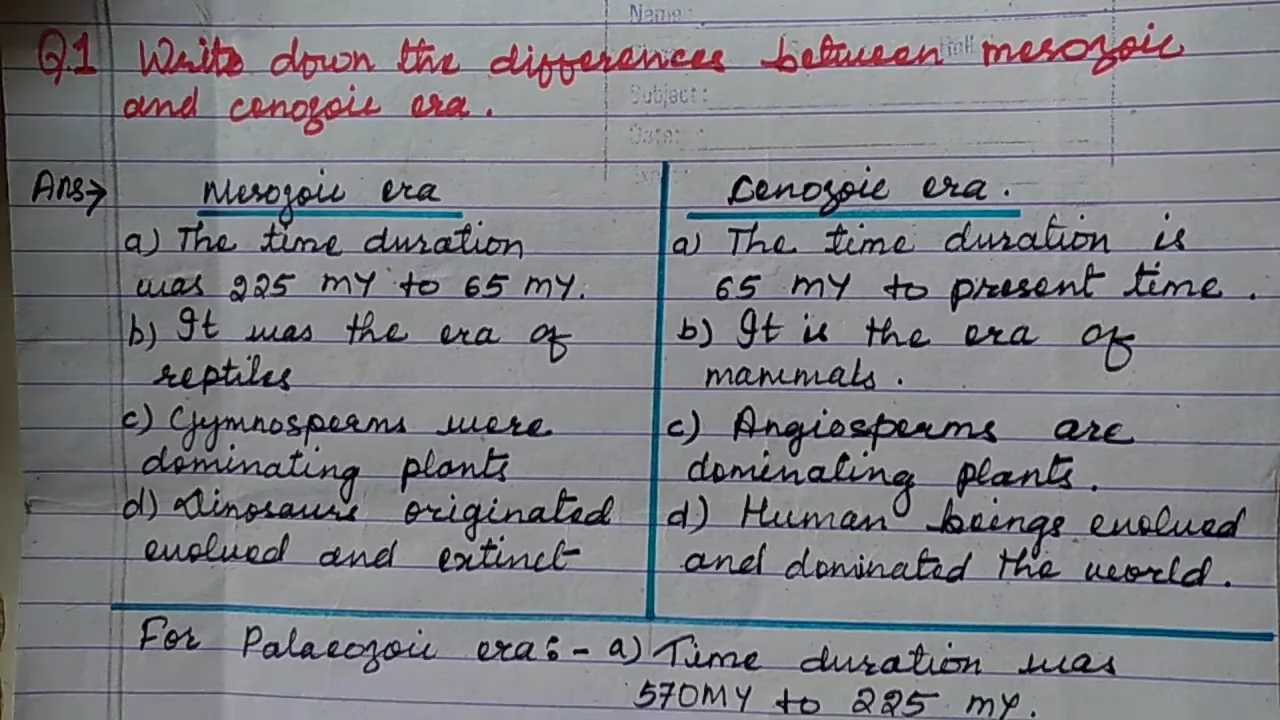 Name:
Q.1 Write down the differences between mesozoic
and cenozoic era.
Subject:
Date:
Ans→
Mesozoic era
a) The time duration
was 225 MY to 65 MY.
b) It was the era of
reptiles
c) Gymnosperms were
dominating plants
d) Dinosaurs originated
evolved and extinct
Cenozoic era.
a) The time duration is
65 MY to present time.
b) It is the era of
mammals.
c) Angiosperms are
dominating plants.
d) Human beings evolved
and dominated the world.
For Palaeozoic era:- a) Time duration was
570MY to 225 MY.